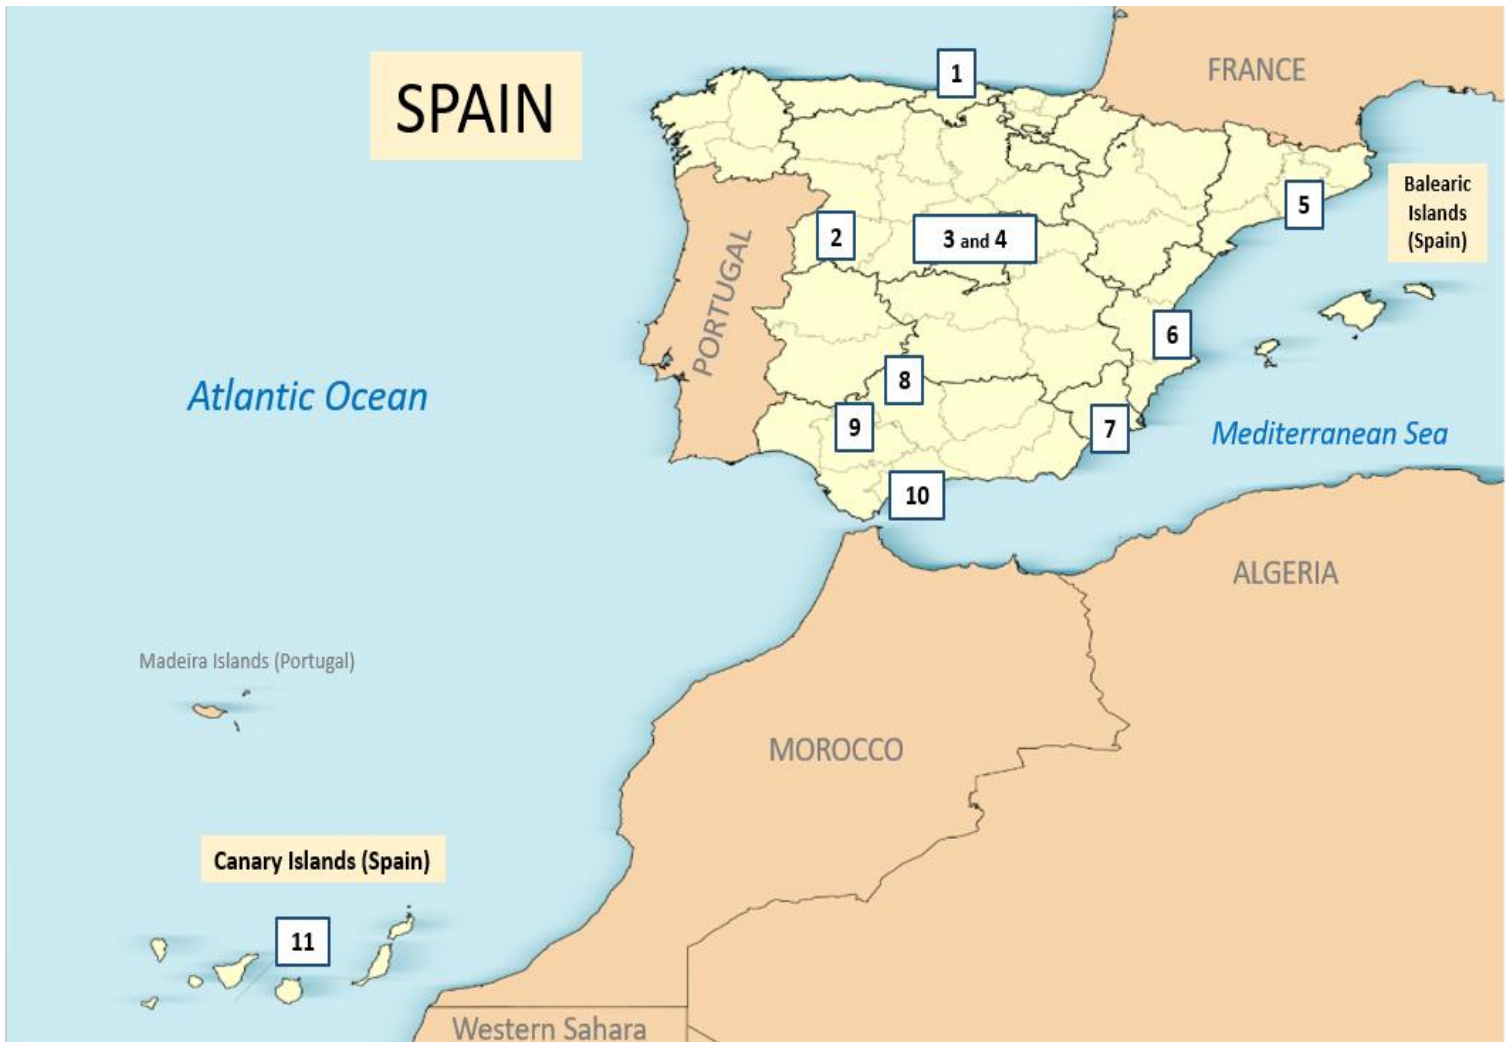 SPAIN
1
FRANCE
Balearic
Islands
(Spain)
5
2
3 and 4
PORTUGAL
6
8
Atlantic Ocean
9
7
Mediterranean Sea
10
ALGERIA
Madeira Islands (Portugal)
MOROCCO
Canary Islands (Spain)
11
Western Sahara